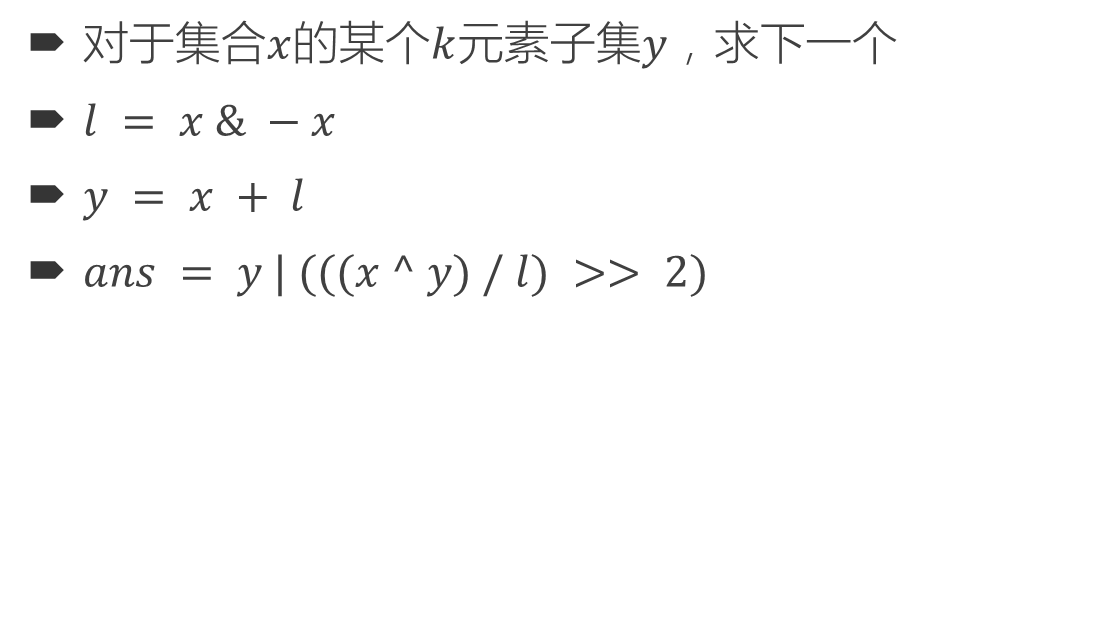 对于集合x的某个k元素子集y，求下一个
l = x & − x
y = x + l
ans = y | (((x ^ y) / l) >> 2)